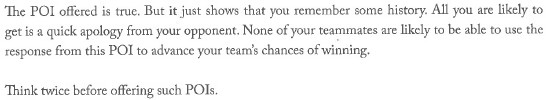 The POI offered is true. But it just shows that you remember some history. All you are likely to
get is a quick apology from your opponent. None of your teammates are likely to be able to use the
response from this POI to advance your team's chances of winning.
Think twice before offering such POIs.